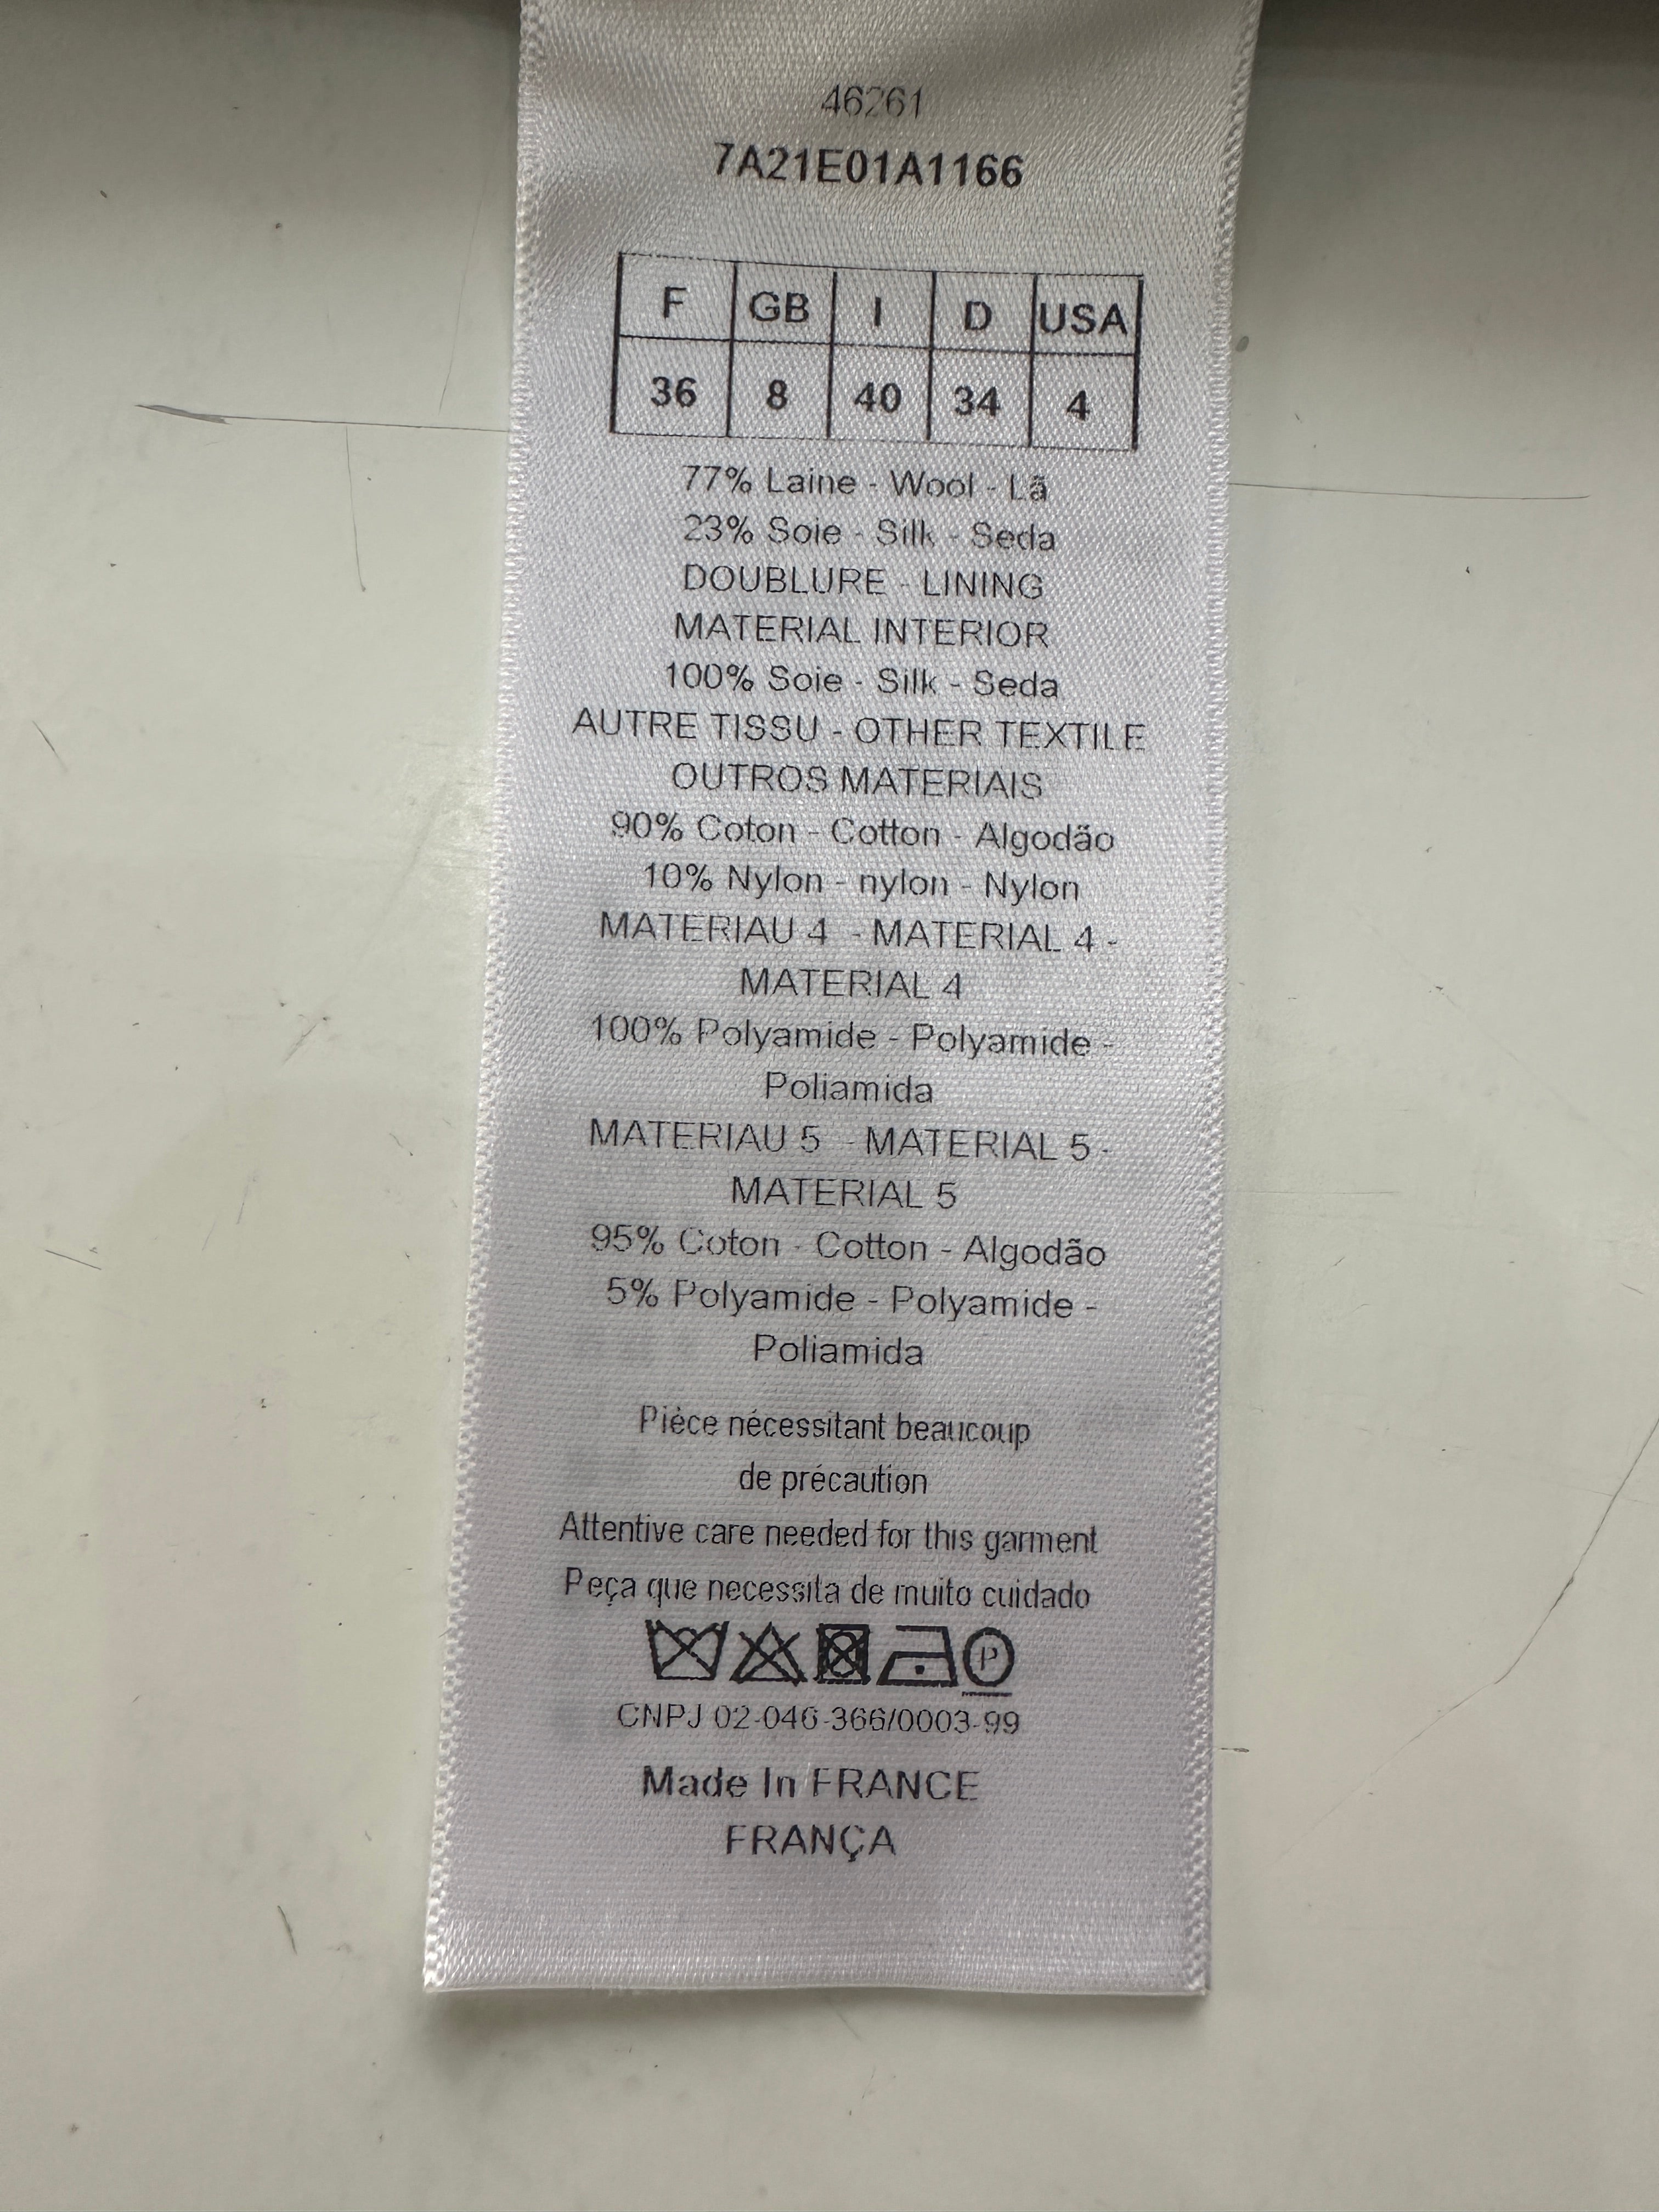 46261
7A21E01A1166
F GB I D USA
36 8 40 34 4
77% Laine - Wool - Lã
23% Soie - Silk - Seda
DOUBLURE - LINING
MATERIAL INTERIOR
100% Soie - Silk - Seda
AUTRE TISSU - OTHER TEXTILE
OUTROS MATERIAIS
90% Coton - Cotton - Algodão
10% Nylon - nylon - Nylon
MATERIAU 4 - MATERIAL 4 -
MATERIAL 4
100% Polyamide - Polyamide -
Poliamida
MATERIAU 5 - MATERIAL 5 -
MATERIAL 5
95% Coton - Cotton - Algodão
5% Polyamide - Polyamide -
Poliamida
Pièce nécessitant beaucoup
de précaution
Attentive care needed for this garment
Peça que necessita de muito cuidado
P
CNPJ 02-046-366/0003-99
Made In FRANCE
FRANÇA